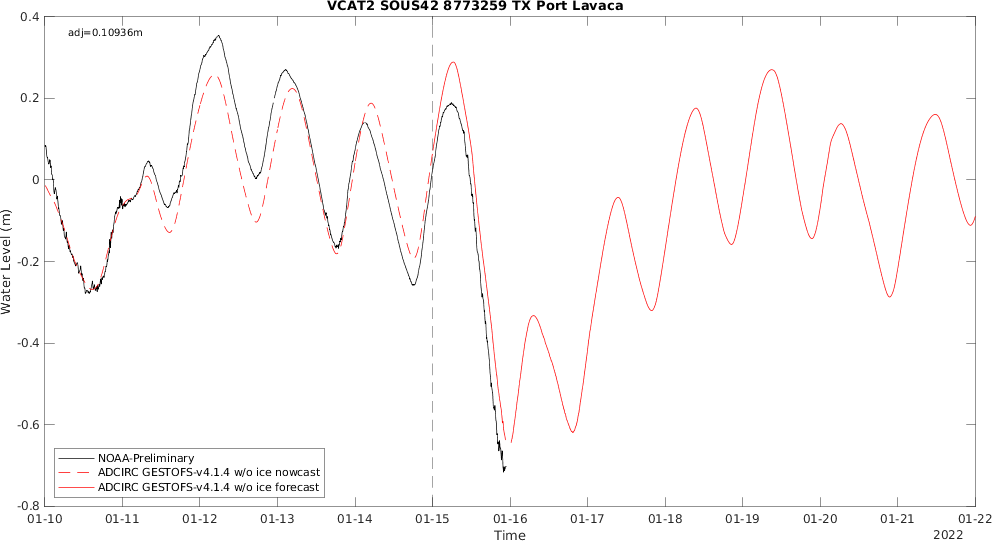 VCAT2 SOUS42 8773259 TX Port Lavaca
adj=0.10936m
0.4
0.2
0
-0.2
-0.4
-0.6
-0.8
Water Level (m)
NOAA-Preliminary
ADCIRC GESTOFS-v4.1.4 w/o ice nowcast
ADCIRC GESTOFS-v4.1.4 w/o ice forecast
01-10 01-11 01-12 01-13 01-14 01-15 01-16 01-17 01-18 01-19 01-20 01-21 01-22
Time
2022